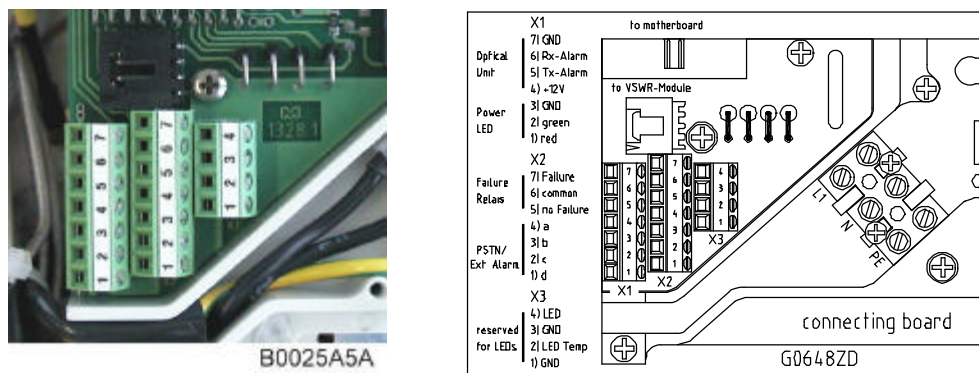 7
6
5
4
3
2
1
7
6
5
4
3
2
1
4
3
2
1
1328.1
B0025A5A
X1
7) GND
Optical 6) Rx-Alarm
Unit 5) Tx-Alarm
4) +12V
Power 3) GND
LED 2) green
1) red
X2
Failure 7) Failure
Relais 6) common
5) no Failure
4) a
PSTN/ 3) b
Ext Alarm 2) c
1) d
X3
4) LED
reserved 3) GND
for LEDs 2) LED Temp
1) GND
to motherboard
to VSWR-Module
7
6
5
4
3
2
1
X1
7
6
5
4
3
2
1
X2
4
3
2
1
X3
L1
N
PE
connecting board
G0648ZD